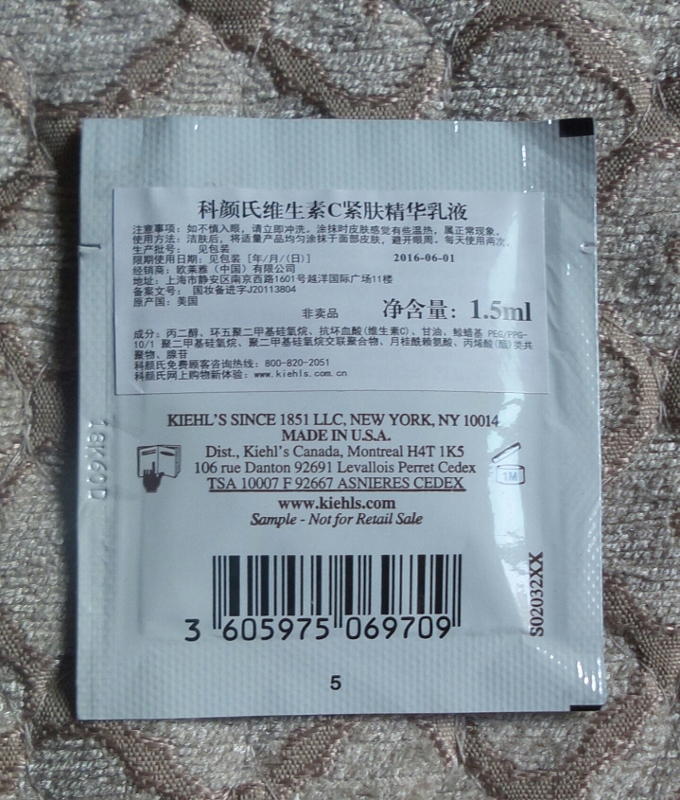 科颜氏维生素C紧肤精华乳液
注意事项：如不慎入眼，请立即冲洗。涂抹时皮肤感觉有些温热，属正常现象。
使用方法：洁肤后，将适量产品均匀涂抹于面部皮肤，避开眼周。每天使用两次。
生产批号： 见包装
限期使用日期：见包装 [年/月/(日)] 2016-06-01
经销商：欧莱雅（中国）有限公司
地址：上海市静安区南京西路1601号越洋国际广场11楼
备案文号： 国妆备进字J20113804
原产国：美国
非卖品 净含量：1.5ml
成分：丙二醇、环五聚二甲基硅氧烷、抗坏血酸(维生素C)、甘油、鲸蜡基 PEG/PPG-
10/1 聚二甲基硅氧烷、聚二甲基硅氧烷交联聚合物、月桂酰赖氨酸、丙烯酸(酯)类共
聚物、腺苷
科颜氏免费顾客咨询热线：800-820-2051
科颜氏网上购物新体验：www.kiehls.com.cn
KIEHL'S SINCE 1851 LLC, NEW YORK, NY 10014
MADE IN U.S.A.
Dist., Kiehl's Canada, Montreal H4T 1K5
106 rue Danton 92691 Levallois Perret Cedex
TSA 10007 F 92667 ASNIERES CEDEX
www.kiehls.com
Sample - Not for Retail Sale
1M
S02032XX
3 605975 069709
5